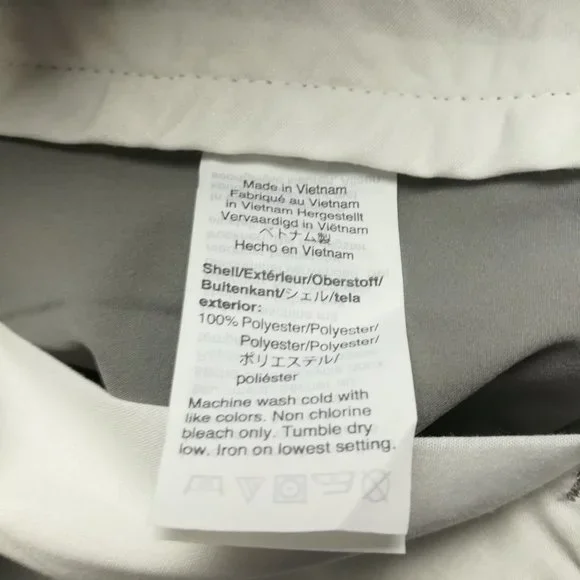 Made in Vietnam
Fabriqué au Vietnam
in Vietnam Hergestellt
Vervaardigd in Viëtnam
ベトナム製
Hecho en Vietnam
Shell/Extérieur/Oberstoff/
Buitenkant/シェル/tela
exterior:
100% Polyester/Polyester/
Polyester/Polyester/
ポリエステル/
poliéster
Machine wash cold with
like colors. Non chlorine
bleach only. Tumble dry
low. Iron on lowest setting.